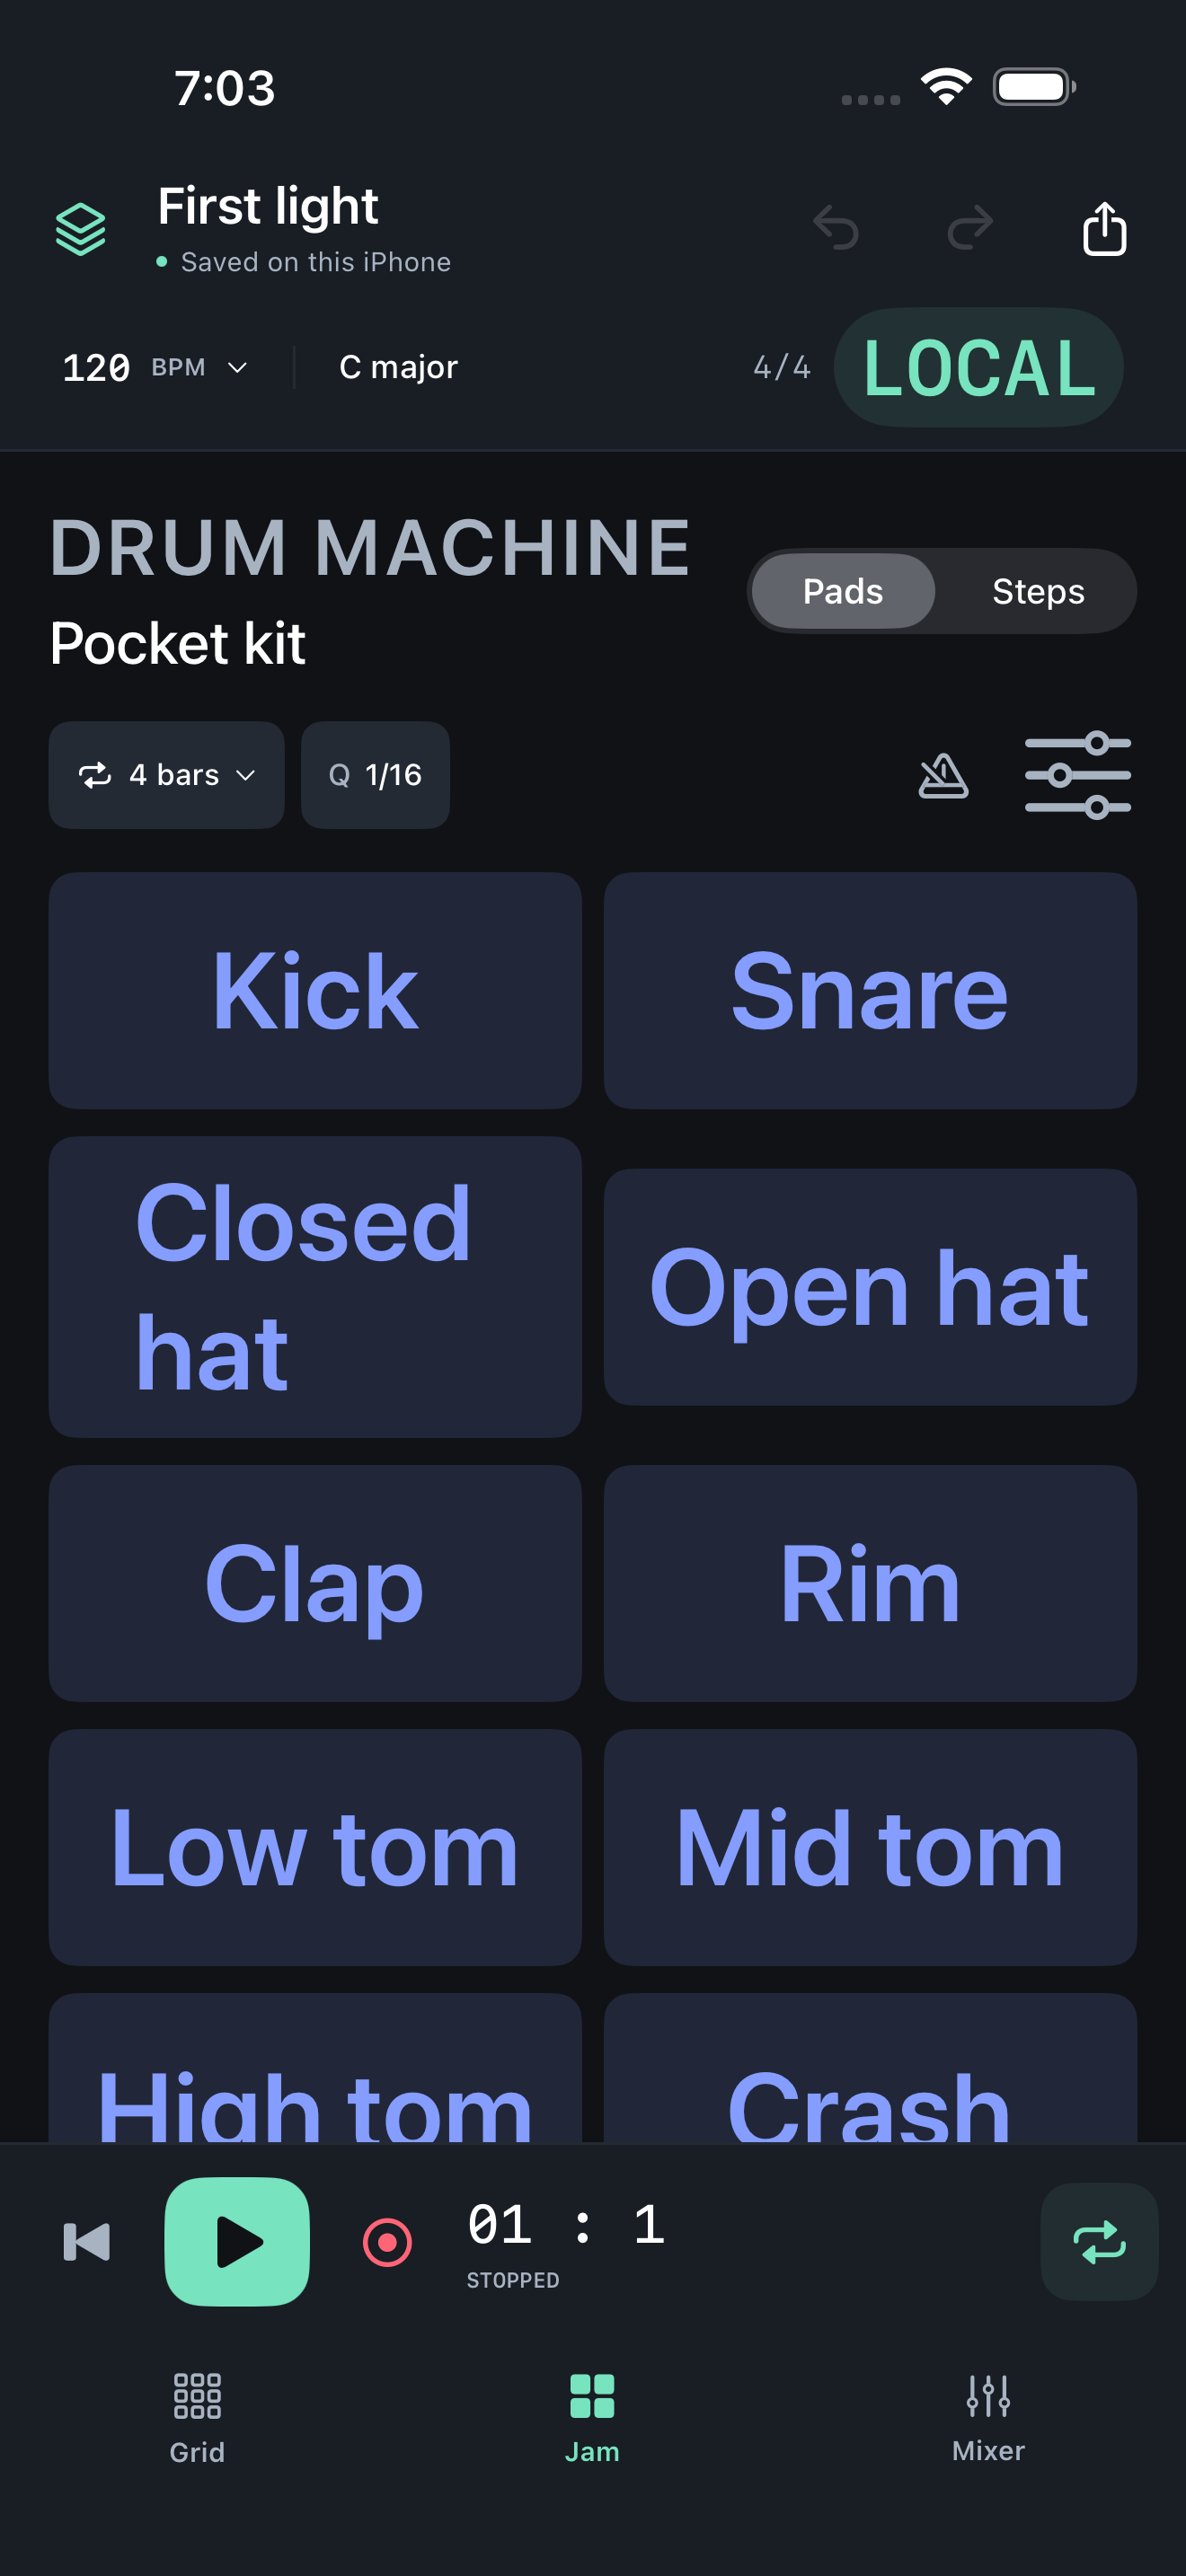 7:03
First light
Saved on this iPhone
120 BPM
C major
4/4
LOCAL
DRUM MACHINE
Pocket kit
Pads
Steps
4 bars
Q 1/16
Kick
Snare
Closed
hat
Open hat
Clap
Rim
Low tom
Mid tom
High tom
Crash
01 : 1
STOPPED
Grid
Jam
Mixer